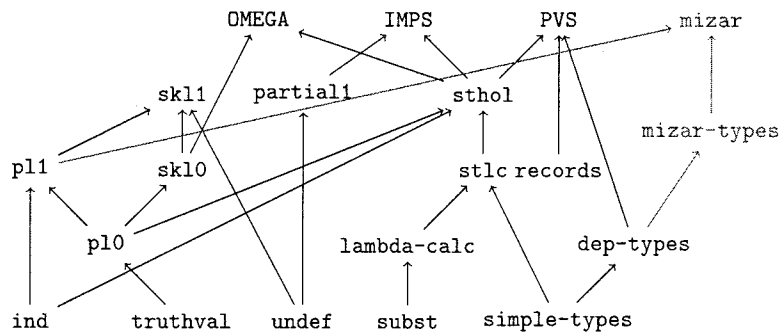 OMEGA IMPS PVS mizar
skl1 partial1 sthol
mizar-types
pl1 skl0 stlc records
pl0 lambda-calc dep-types
ind truthval undef subst simple-types